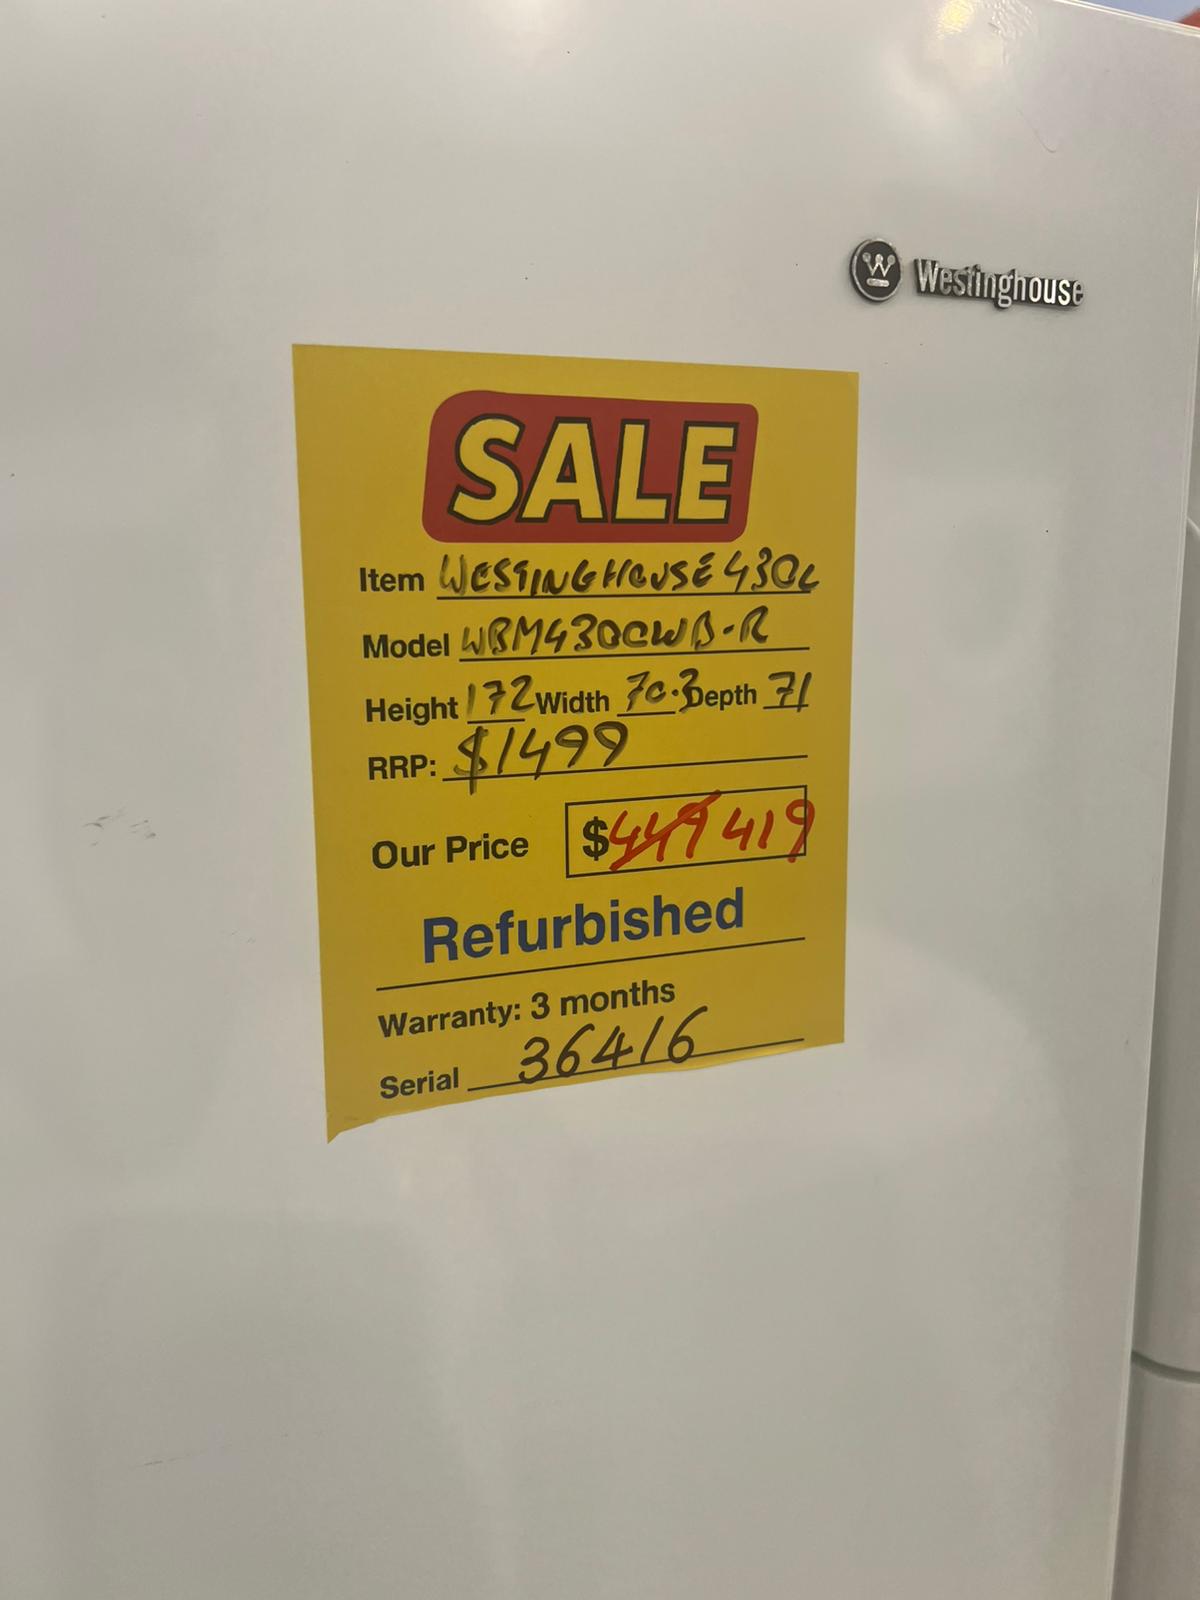 Westinghouse
SALE
Item WESTINGHOUSE 430L
Model WBM4300WB-R
Height 172 Width 70.3 Depth 71
RRP: $1499
Our Price $449 419
Refurbished
Warranty: 3 months
Serial 36416